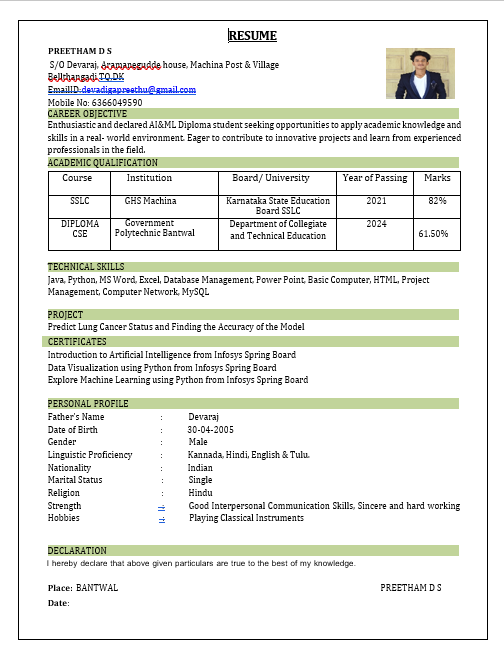 RESUME
PREETHAM D S
S/O Devaraj, Aramanegudde house, Machina Post & Village
Bellthangadi TQ,DK
EmailID:devadigapreethu@gmail.com
Mobile No: 6366049590
CAREER OBJECTIVE
Enthusiastic and declared AI&ML Diploma student seeking opportunities to apply academic knowledge and
skills in a real- world environment. Eager to contribute to innovative projects and learn from experienced
professionals in the field.
ACADEMIC QUALIFICATION
Course Institution Board/ University Year of Passing Marks
SSLC GHS Machina Karnataka State Education Board SSLC 2021 82%
DIPLOMA CSE Government Polytechnic Bantwal Department of Collegiate and Technical Education 2024 61.50%
TECHNICAL SKILLS
Java, Python, MS Word, Excel, Database Management, Power Point, Basic Computer, HTML, Project
Management, Computer Network, MySQL
PROJECT
Predict Lung Cancer Status and Finding the Accuracy of the Model
CERTIFICATES
Introduction to Artificial Intelligence from Infosys Spring Board
Data Visualization using Python from Infosys Spring Board
Explore Machine Learning using Python from Infosys Spring Board
PERSONAL PROFILE
Father's Name : Devaraj
Date of Birth : 30-04-2005
Gender : Male
Linguistic Proficiency : Kannada, Hindi, English & Tulu.
Nationality : Indian
Marital Status : Single
Religion : Hindu
Strength : Good Interpersonal Communication Skills, Sincere and hard working
Hobbies : Playing Classical Instruments
DECLARATION
I hereby declare that above given particulars are true to the best of my knowledge.
Place: BANTWAL PREETHAM D S
Date: